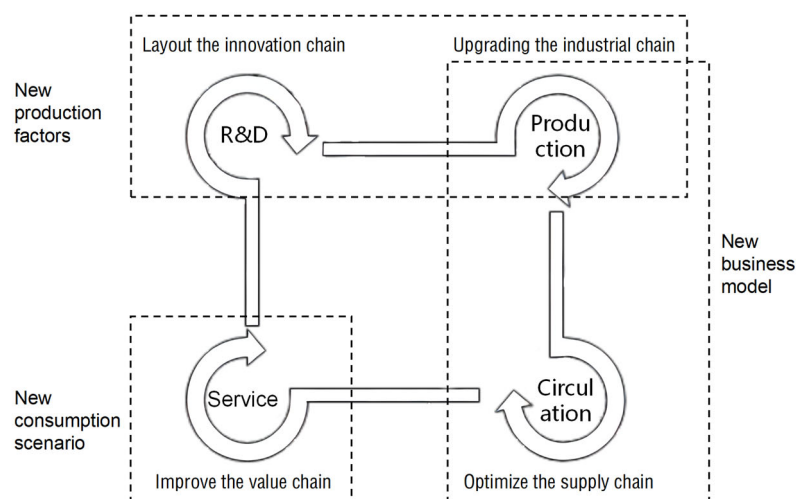 Layout the innovation chain
Upgrading the industrial chain
New
production
factors
R&D
Produ
ction
New
business
model
New
consumption
scenario
Service
Circul
ation
Improve the value chain
Optimize the supply chain